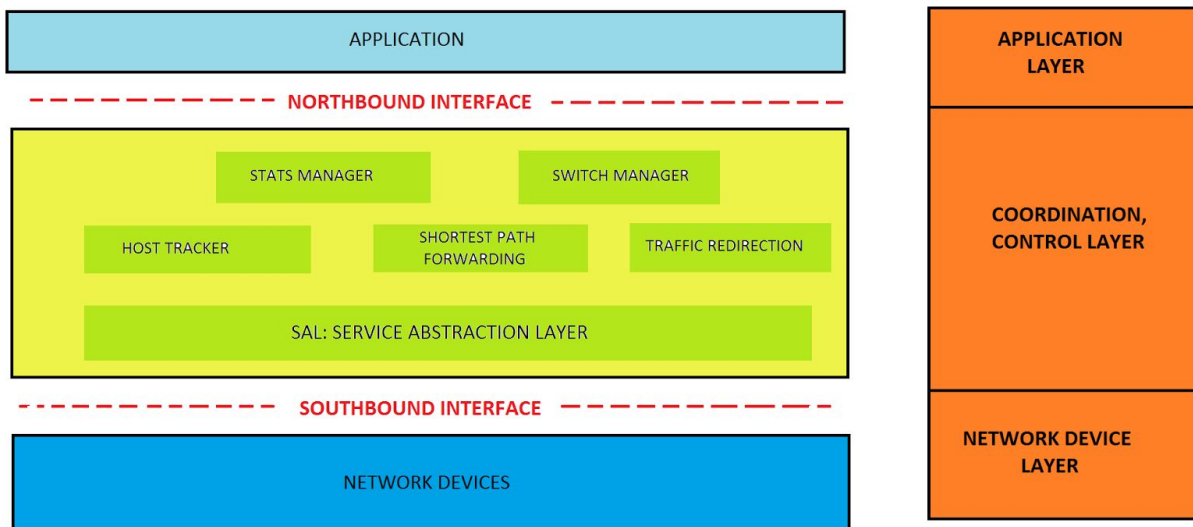 APPLICATION
NORTHBOUND INTERFACE
STATS MANAGER
SWITCH MANAGER
HOST TRACKER
SHORTEST PATH
FORWARDING
TRAFFIC REDIRECTION
SAL: SERVICE ABSTRACTION LAYER
SOUTHBOUND INTERFACE
NETWORK DEVICES
APPLICATION
LAYER
COORDINATION,
CONTROL LAYER
NETWORK DEVICE
LAYER